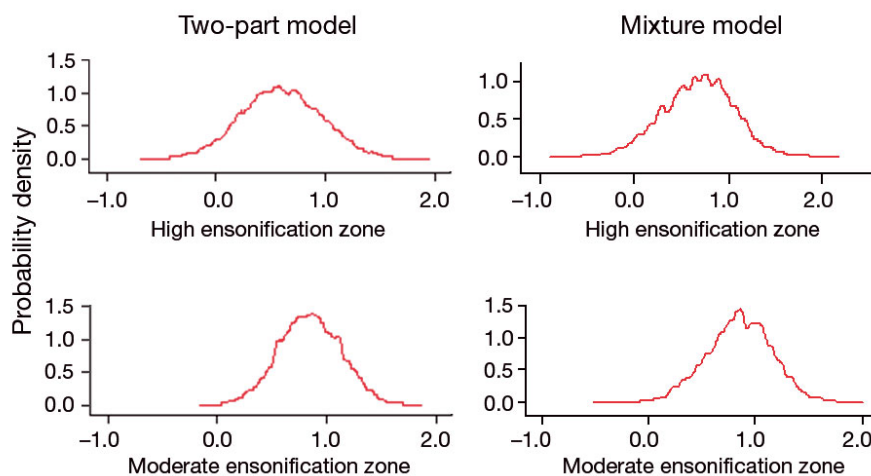 Two-part model
Mixture model
Probability density
1.5
1.0
0.5
0.0
−1.0 0.0 1.0 2.0
High ensonification zone
1.0
0.5
0.0
−1.0 0.0 1.0 2.0
High ensonification zone
1.5
1.0
0.5
0.0
−1.0 0.0 1.0 2.0
Moderate ensonification zone
1.5
1.0
0.5
0.0
−1.0 0.0 1.0 2.0
Moderate ensonification zone